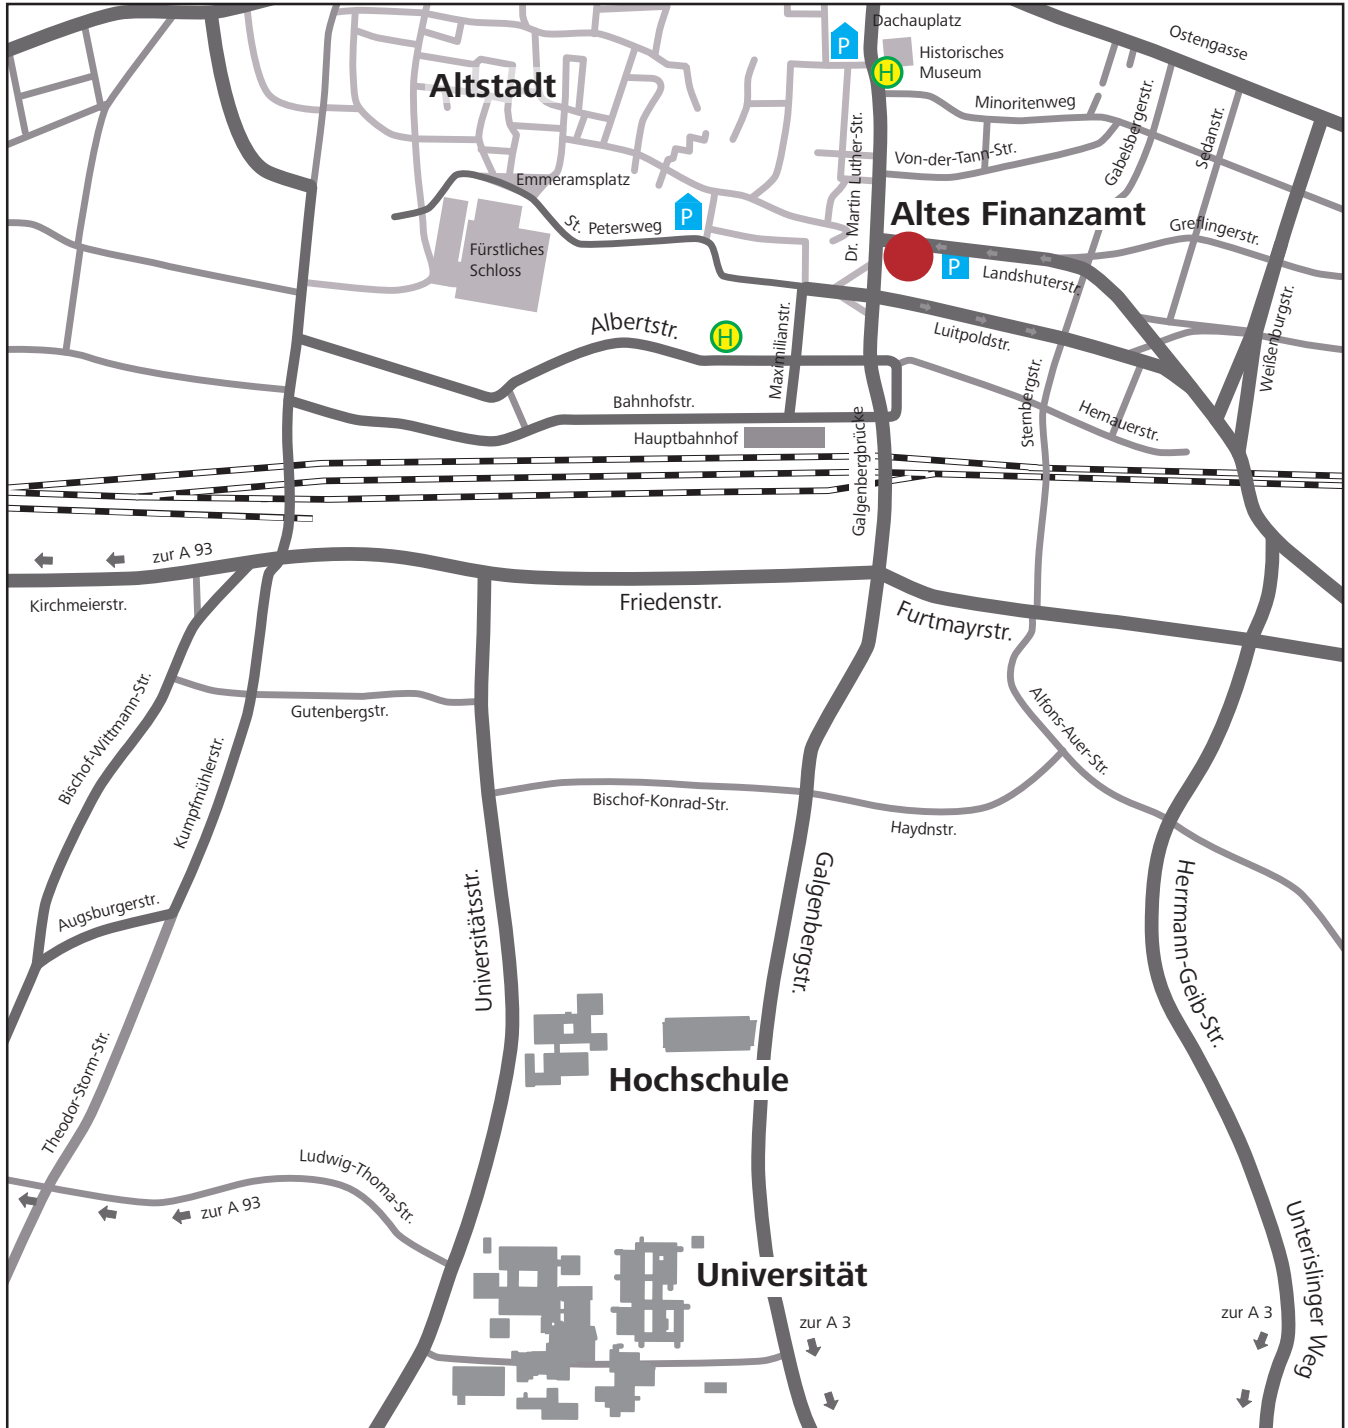 Dachauplatz
Ostengasse
P
Historisches
Museum
H
Altstadt
Minoritenweg
Gabelsbergerstr.
Sedanstr.
Dr. Martin Luther-Str.
Von-der-Tann-Str.
Emmeramsplatz
P
St. Petersweg
Altes Finanzamt
Greflingerstr.
Fürstliches
Schloss
P
Landshuterstr.
Albertstr.
H
Maximilianstr.
Luitpoldstr.
Weißenburgstr.
Sternbergstr.
Bahnhofstr.
Hemauerstr.
Hauptbahnhof
Galgenbergbrücke
zur A 93
Kirchmeierstr.
Friedenstr.
Furtmayrstr.
Bischof-Wittmann-Str.
Gutenbergstr.
Alfons-Auer-Str.
Kumpfmühlerstr.
Bischof-Konrad-Str.
Haydnstr.
Augsburgerstr.
Universitätsstr.
Galgenbergstr.
Herrmann-Geib-Str.
Theodor-Storm-Str.
Hochschule
Ludwig-Thoma-Str.
zur A 93
Universität
Unterislinger Weg
zur A 3
zur A 3